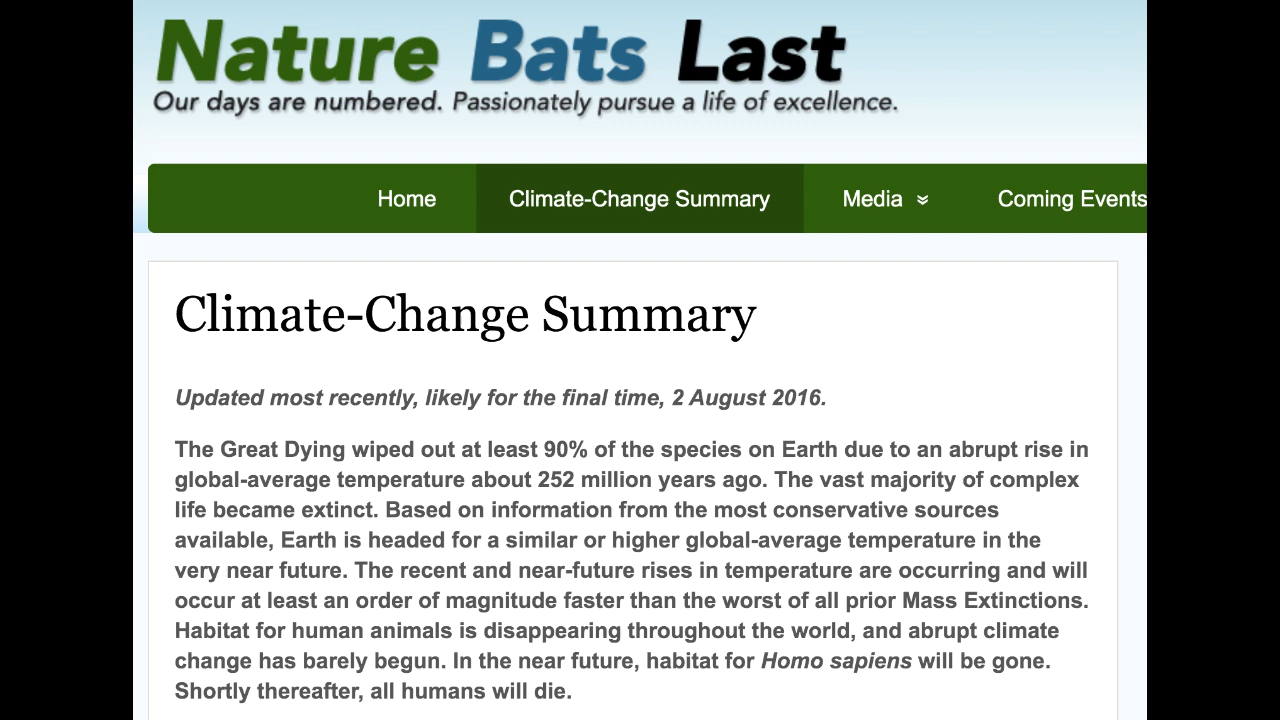 Nature Bats Last
Our days are numbered. Passionately pursue a life of excellence.
Home Climate-Change Summary Media Coming Events
Climate-Change Summary
Updated most recently, likely for the final time, 2 August 2016.
The Great Dying wiped out at least 90% of the species on Earth due to an abrupt rise in
global-average temperature about 252 million years ago. The vast majority of complex
life became extinct. Based on information from the most conservative sources
available, Earth is headed for a similar or higher global-average temperature in the
very near future. The recent and near-future rises in temperature are occurring and will
occur at least an order of magnitude faster than the worst of all prior Mass Extinctions.
Habitat for human animals is disappearing throughout the world, and abrupt climate
change has barely begun. In the near future, habitat for Homo sapiens will be gone.
Shortly thereafter, all humans will die.